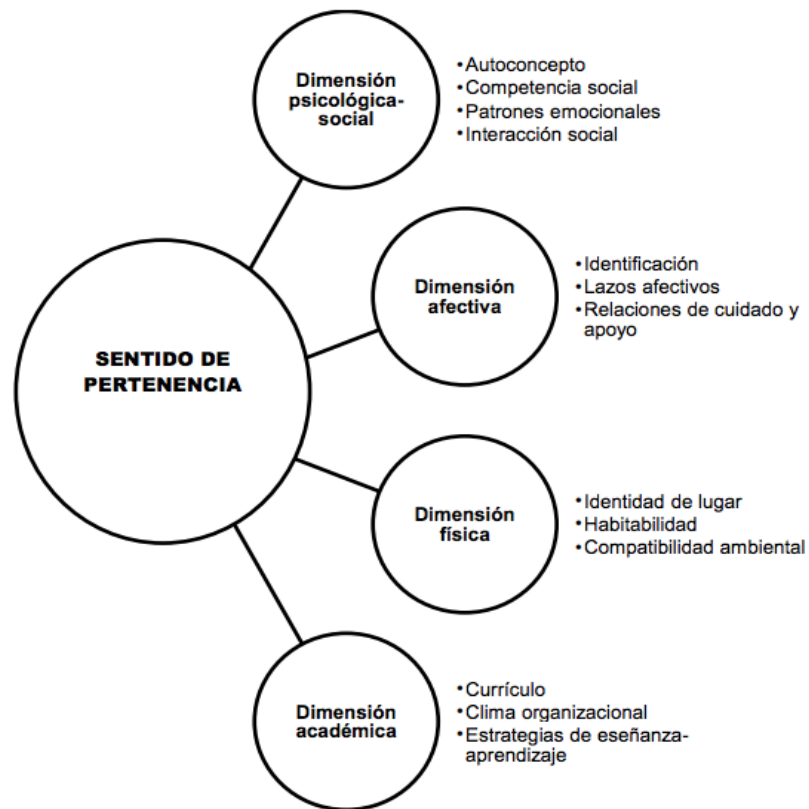 Dimensión
psicológica-
social
•Autoconcepto
•Competencia social
•Patrones emocionales
•Interacción social
Dimensión
afectiva
•Identificación
•Lazos afectivos
•Relaciones de cuidado y
apoyo
SENTIDO DE
PERTENENCIA
Dimensión
física
•Identidad de lugar
•Habitabilidad
•Compatibilidad ambiental
Dimensión
académica
•Currículo
•Clima organizacional
•Estrategias de eseñanza-
aprendizaje